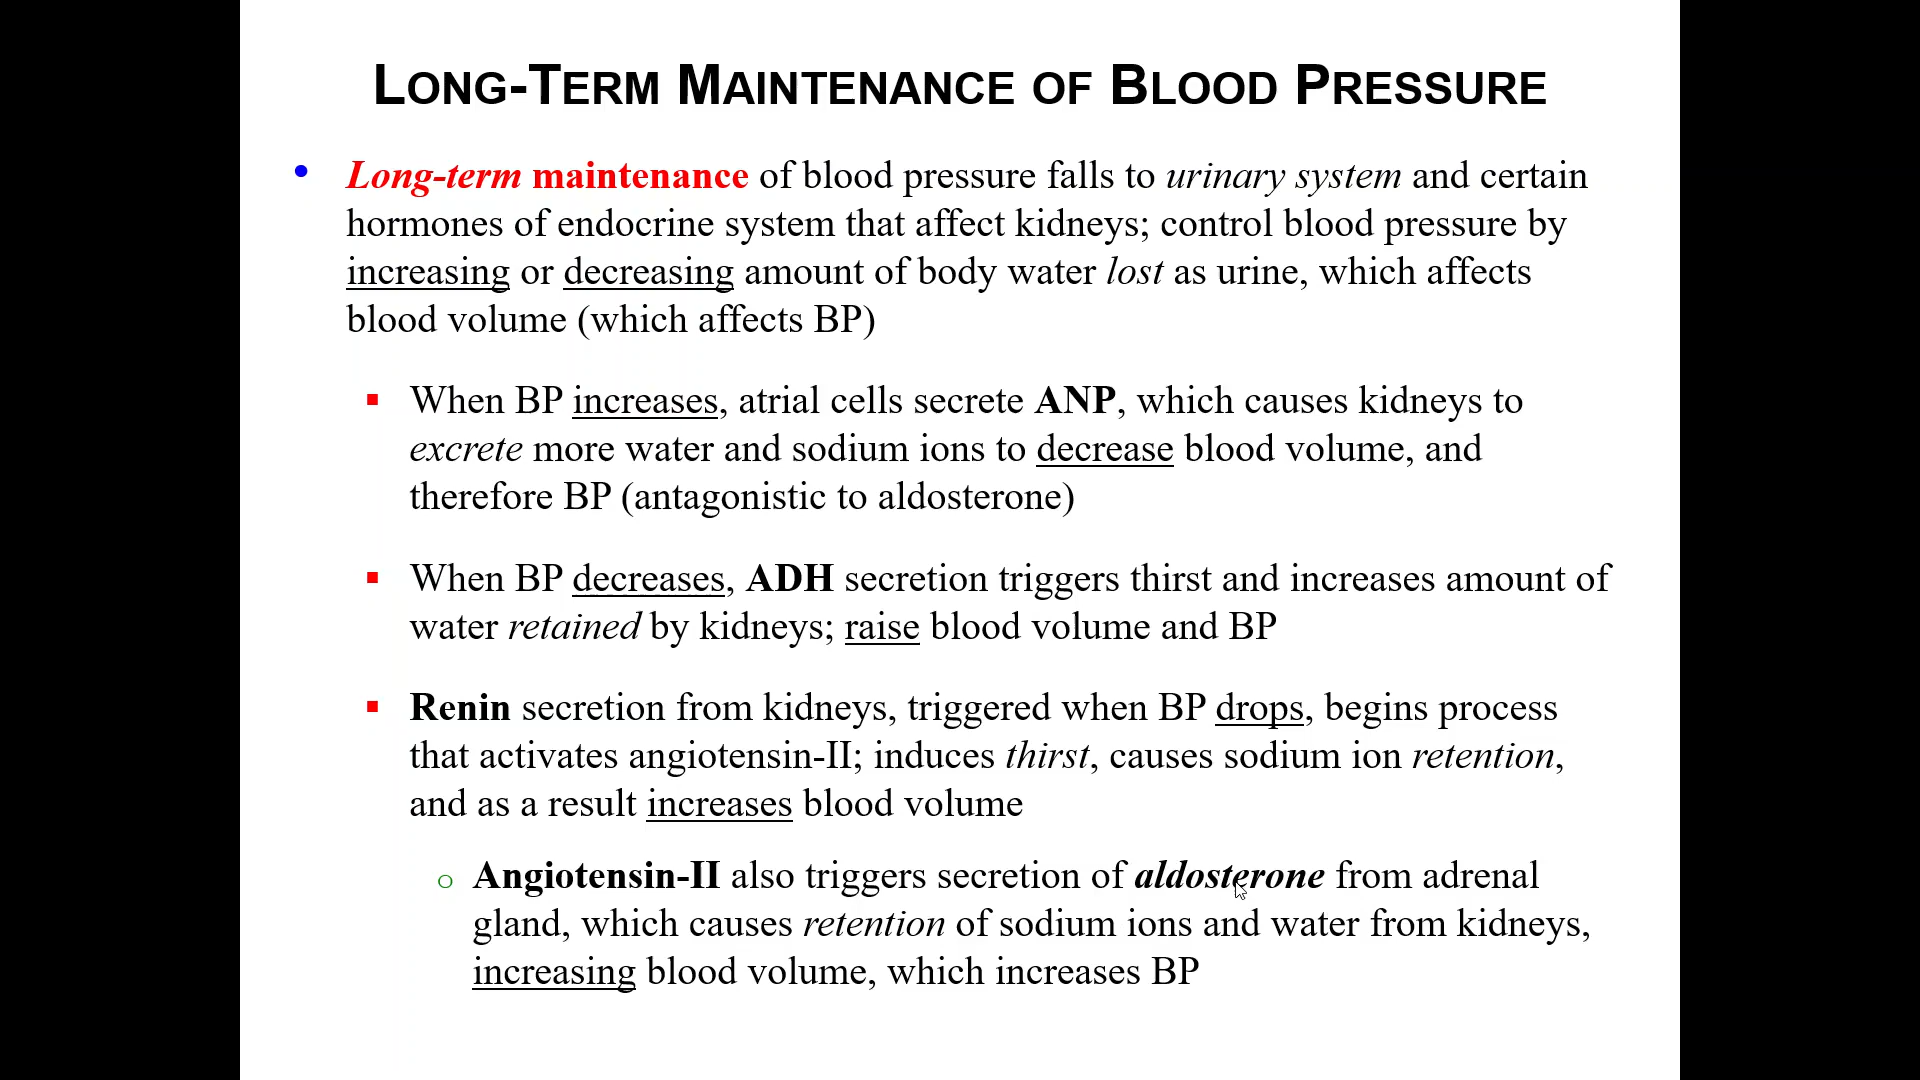 LONG-TERM MAINTENANCE OF BLOOD PRESSURE
• Long-term maintenance of blood pressure falls to urinary system and certain
hormones of endocrine system that affect kidneys; control blood pressure by
increasing or decreasing amount of body water lost as urine, which affects
blood volume (which affects BP)
▪ When BP increases, atrial cells secrete ANP, which causes kidneys to
excrete more water and sodium ions to decrease blood volume, and
therefore BP (antagonistic to aldosterone)
▪ When BP decreases, ADH secretion triggers thirst and increases amount of
water retained by kidneys; raise blood volume and BP
▪ Renin secretion from kidneys, triggered when BP drops, begins process
that activates angiotensin-II; induces thirst, causes sodium ion retention,
and as a result increases blood volume
o Angiotensin-II also triggers secretion of aldosterone from adrenal
gland, which causes retention of sodium ions and water from kidneys,
increasing blood volume, which increases BP